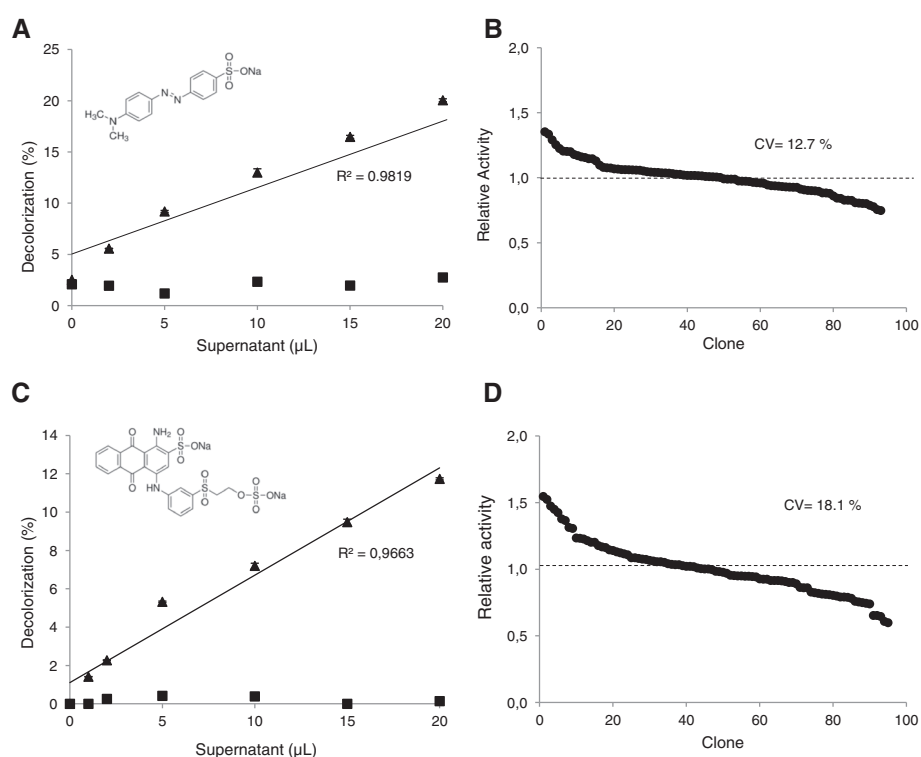 A
25
20
15
10
5
0
Decolorization (%)
O
S
ONa
O
N
N
H₃C
N
CH₃
R² = 0.9819
0 5 10 15 20
Supernatant (µL)
B
2,0
1,5
1,0
0,5
0,0
Relative Activity
CV= 12.7 %
0 20 40 60 80 100
Clone
C
14
12
10
8
6
4
2
0
Decolorization (%)
O NH₂ O
S
ONa
O
O
HN
O
S
O
O
O
S
ONa
O
R² = 0,9663
0 5 10 15 20
Supernatant (µL)
D
2,0
1,5
1,0
0,5
0,0
Relative activity
CV= 18.1 %
0 20 40 60 80 100
Clone